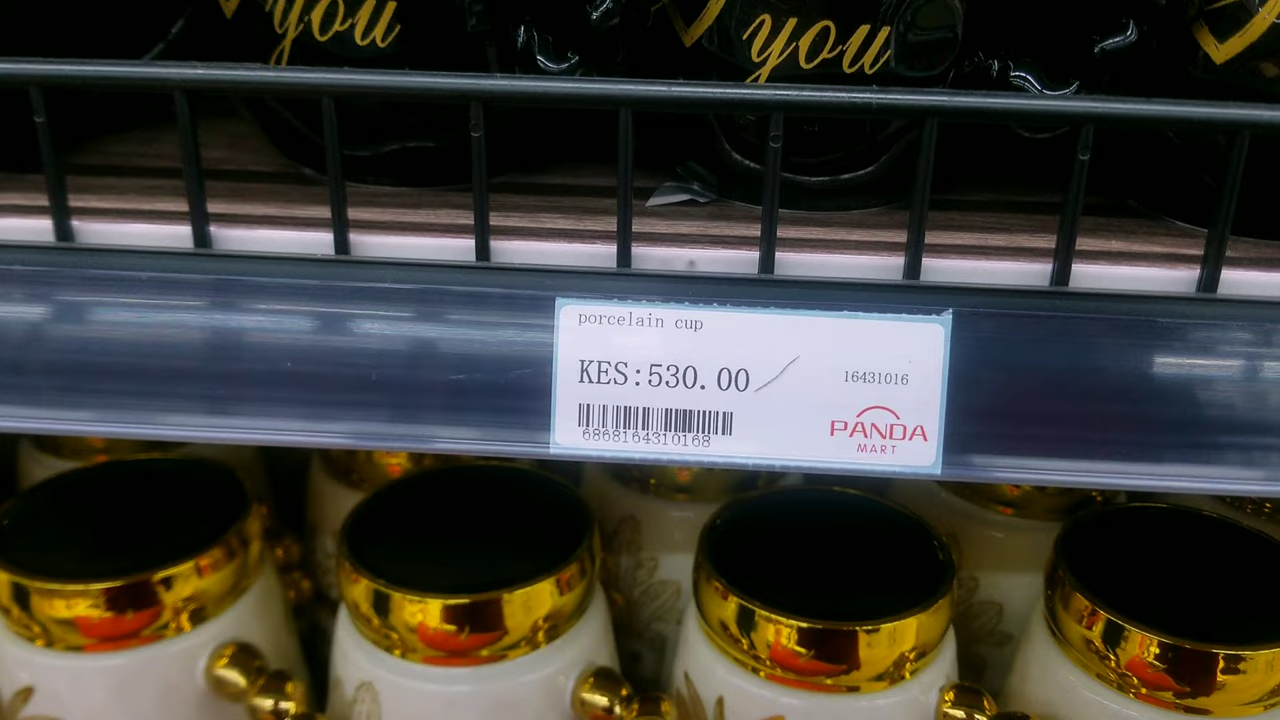 you
you
porcelain cup
KES:530.00
16431016
6868164310168
PANDA
MART